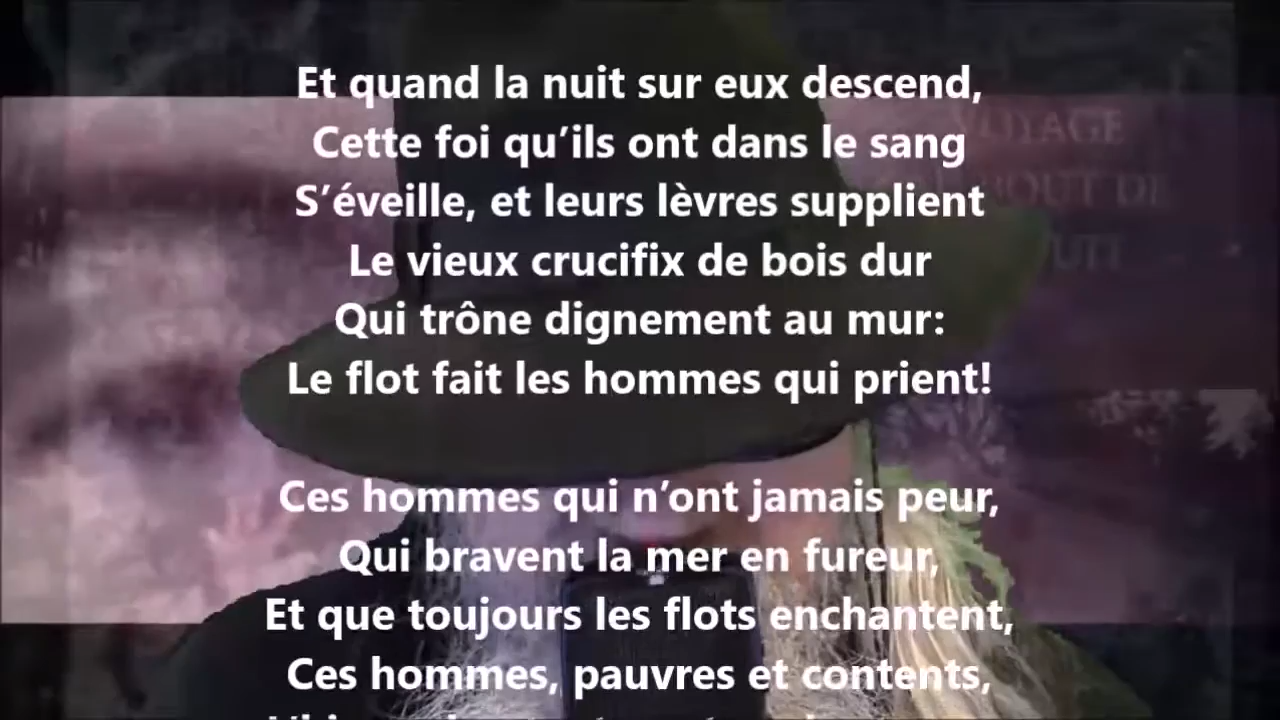 Et quand la nuit sur eux descend,
Cette foi qu’ils ont dans le sang
S’éveille, et leurs lèvres supplient
Le vieux crucifix de bois dur
Qui trône dignement au mur:
Le flot fait les hommes qui prient!
Ces hommes qui n’ont jamais peur,
Qui bravent la mer en fureur,
Et que toujours les flots enchantent,
Ces hommes, pauvres et contents,
VOYAGE
BOUT DE